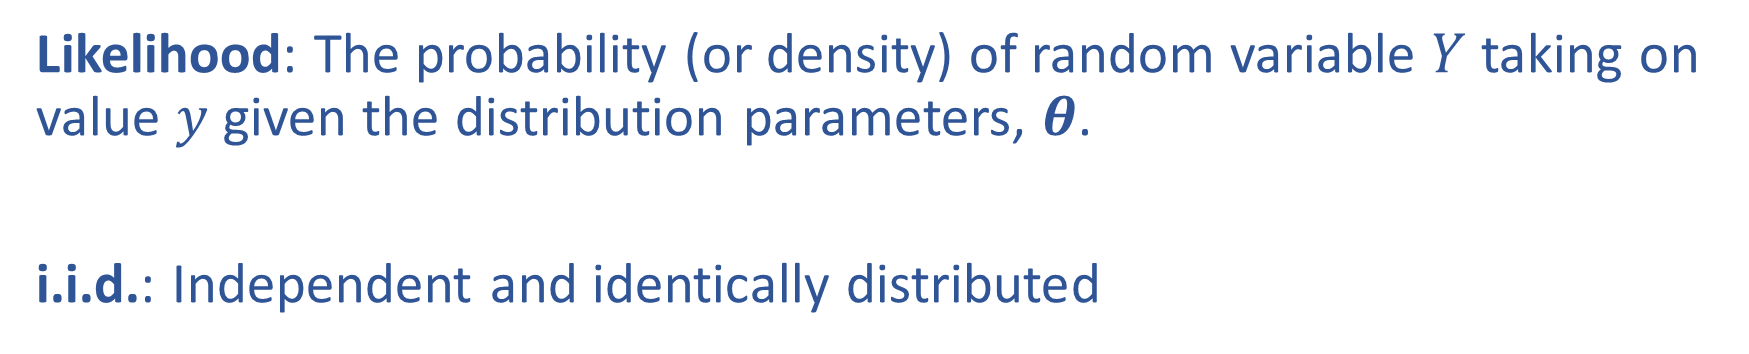 Likelihood: The probability (or density) of random variable Y taking on
value y given the distribution parameters, θ.
i.i.d.: Independent and identically distributed